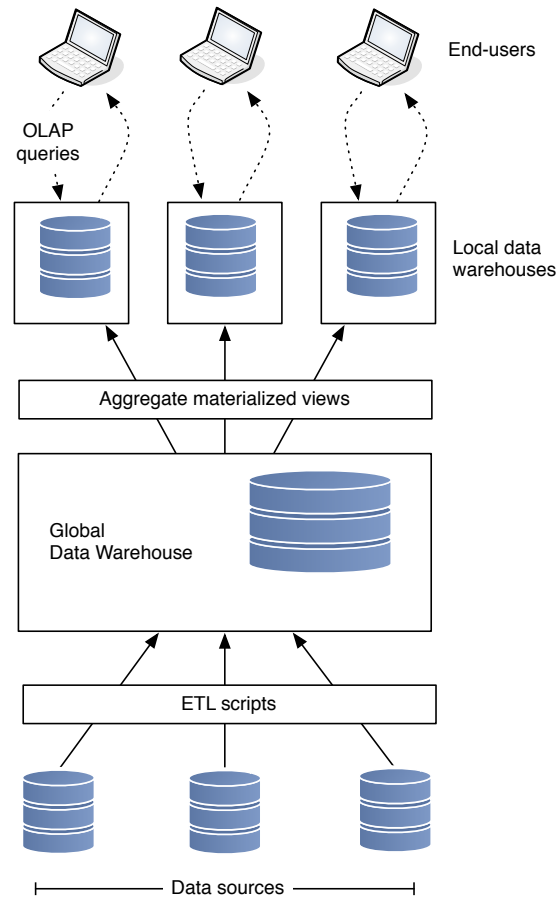 End-users
OLAP
queries
Local data
warehouses
Aggregate materialized views
Global
Data Warehouse
ETL scripts
Data sources